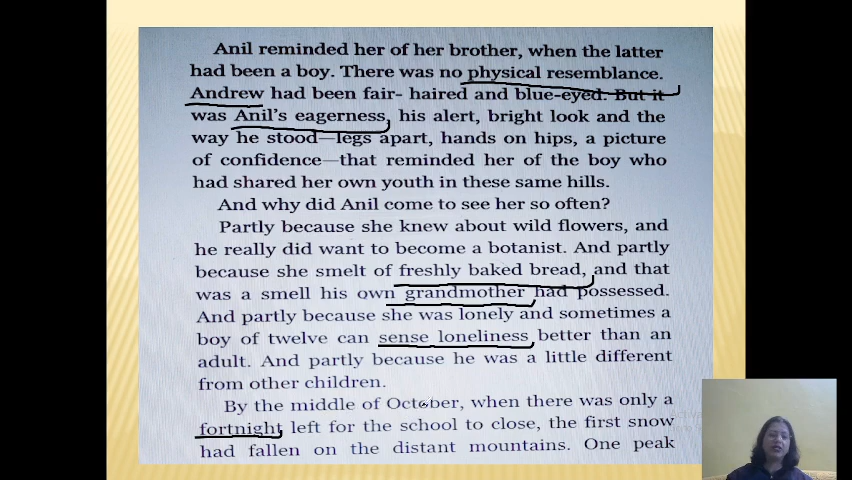 Anil reminded her of her brother, when the latter
had been a boy. There was no physical resemblance.
Andrew had been fair- haired and blue-eyed. But it
was Anil's eagerness, his alert, bright look and the
way he stood—legs apart, hands on hips, a picture
of confidence—that reminded her of the boy who
had shared her own youth in these same hills.
And why did Anil come to see her so often?
Partly because she knew about wild flowers, and
he really did want to become a botanist. And partly
because she smelt of freshly baked bread, and that
was a smell his own grandmother had possessed.
And partly because she was lonely and sometimes a
boy of twelve can sense loneliness better than an
adult. And partly because he was a little different
from other children.
By the middle of October, when there was only a
fortnight left for the school to close, the first snow
had fallen on the distant mountains. One peak